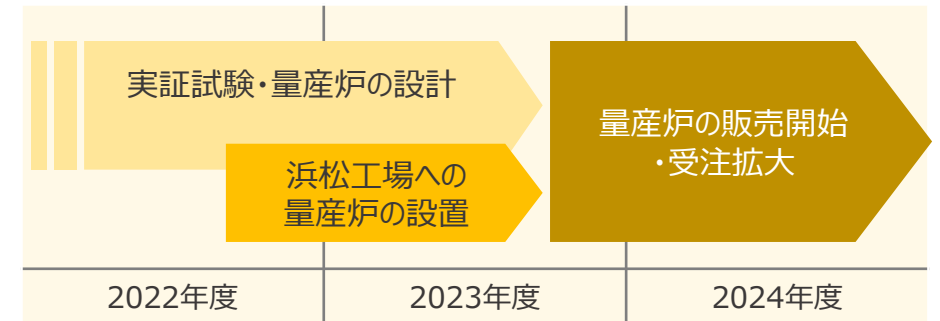 実証試験・量産炉の設計
浜松工場への
量産炉の設置
量産炉の販売開始
・受注拡大
2022年度
2023年度
2024年度